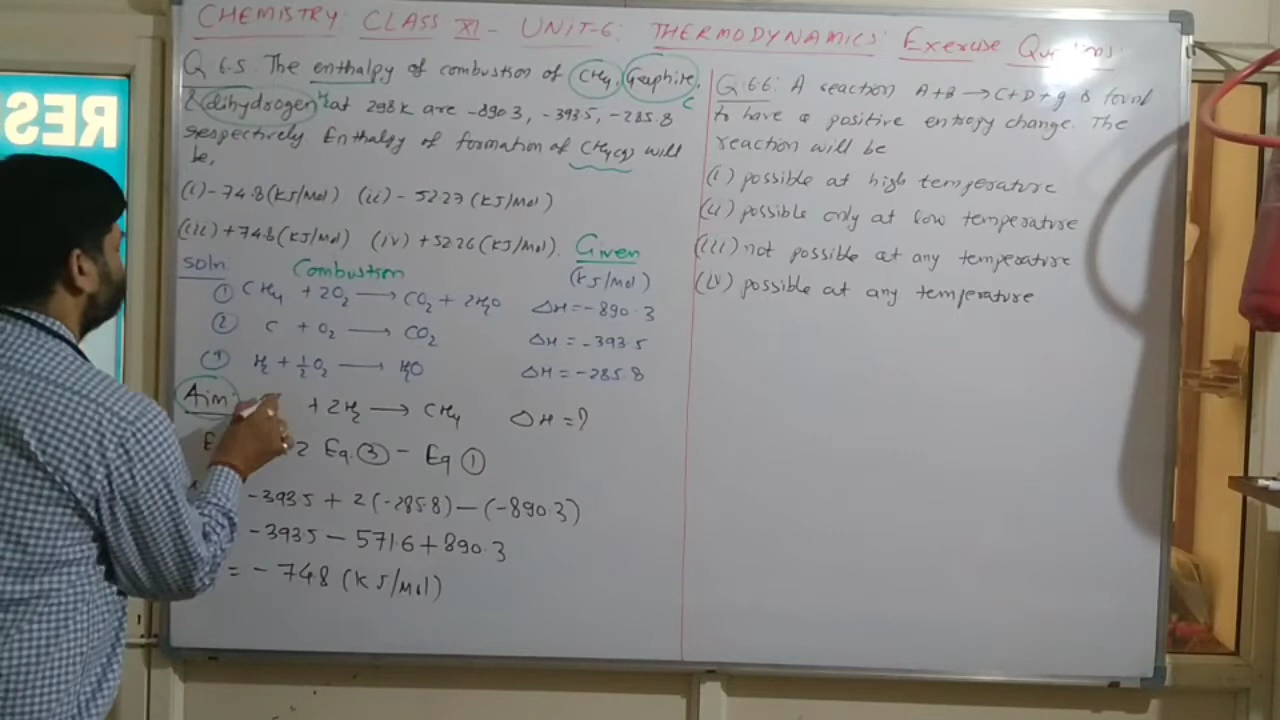 CHEMISTRY: CLASS XI - UNIT-6: THERMODYNAMICS: Exercise
RES
Q 6.5. The enthalpy of combustion of CH4, Graphite,
& dihydrogen H2 at 298K are -890.3, -393.5, -285.8
C
respectively. Enthalpy of formation of CH4(g) will
be,
(i) -74.8(KJ/Mol) (ii) - 52.27(KJ/Mol)
(iii) +74.8(KJ/Mol) (iv) +52.26(KJ/Mol).
Given
(KJ/Mol)
soln:
Combustion
① CH4 + 2O2 → CO2 + 2H2O ΔH = -890.3
② C + O2 → CO2 ΔH = -393.5
H2 + 1/2 O2 → H2O ΔH = -285.8
Aim: + 2H2 → CH4 ΔH = ?
E 2 Eq. ③ - Eq ①
-393.5 + 2(-285.8) - (-890.3)
-393.5 - 571.6 + 890.3
= - 74.8 (KJ/Mol)
Q. 6.6: A reaction A+B → C+D+q is found
to have a positive entropy change. The
reaction will be
(i) possible at high temperature
(ii) possible only at low temperature
(iii) not possible at any temperature
(iv) possible at any temperature